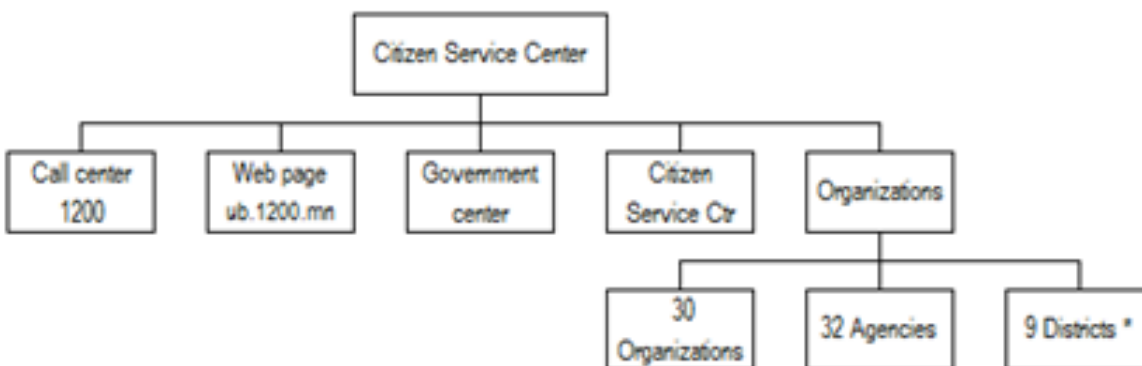 Citizen Service Center
Call center
1200
Web page
ub.1200.mn
Government
center
Citizen
Service Ctr
Organizations
30
Organizations
32 Agencies
9 Districts *